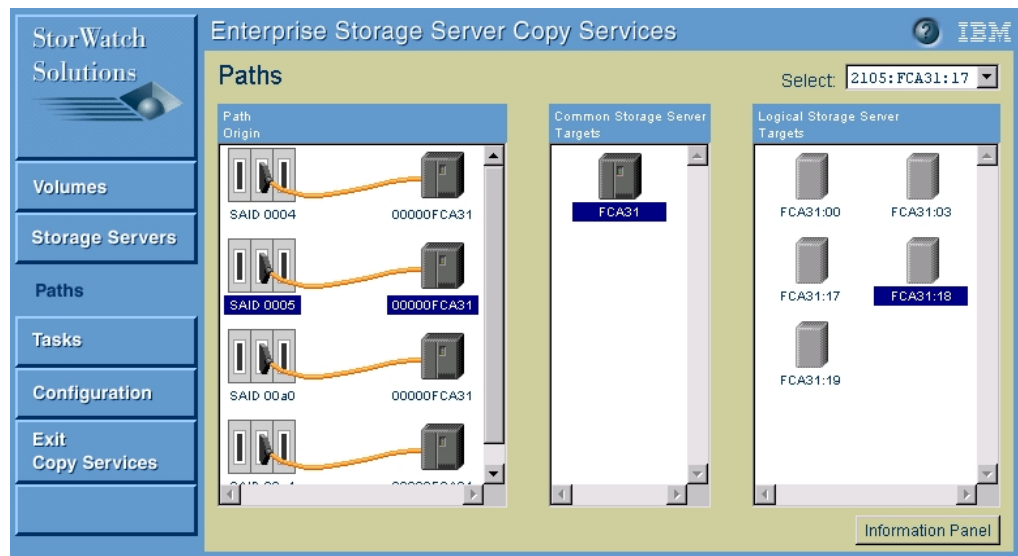 StorWatch
Solutions
Enterprise Storage Server Copy Services
IBM
Paths
Select: 2105:FCA31:17
Volumes
Storage Servers
Paths
Tasks
Configuration
Exit
Copy Services
Path
Origin
SAID 0004 00000FCA31
SAID 0005 00000FCA31
SAID 00a0 00000FCA31
Common Storage Server
Targets
FCA31
Logical Storage Server
Targets
FCA31:00 FCA31:03
FCA31:17 FCA31:18
FCA31:19
Information Panel